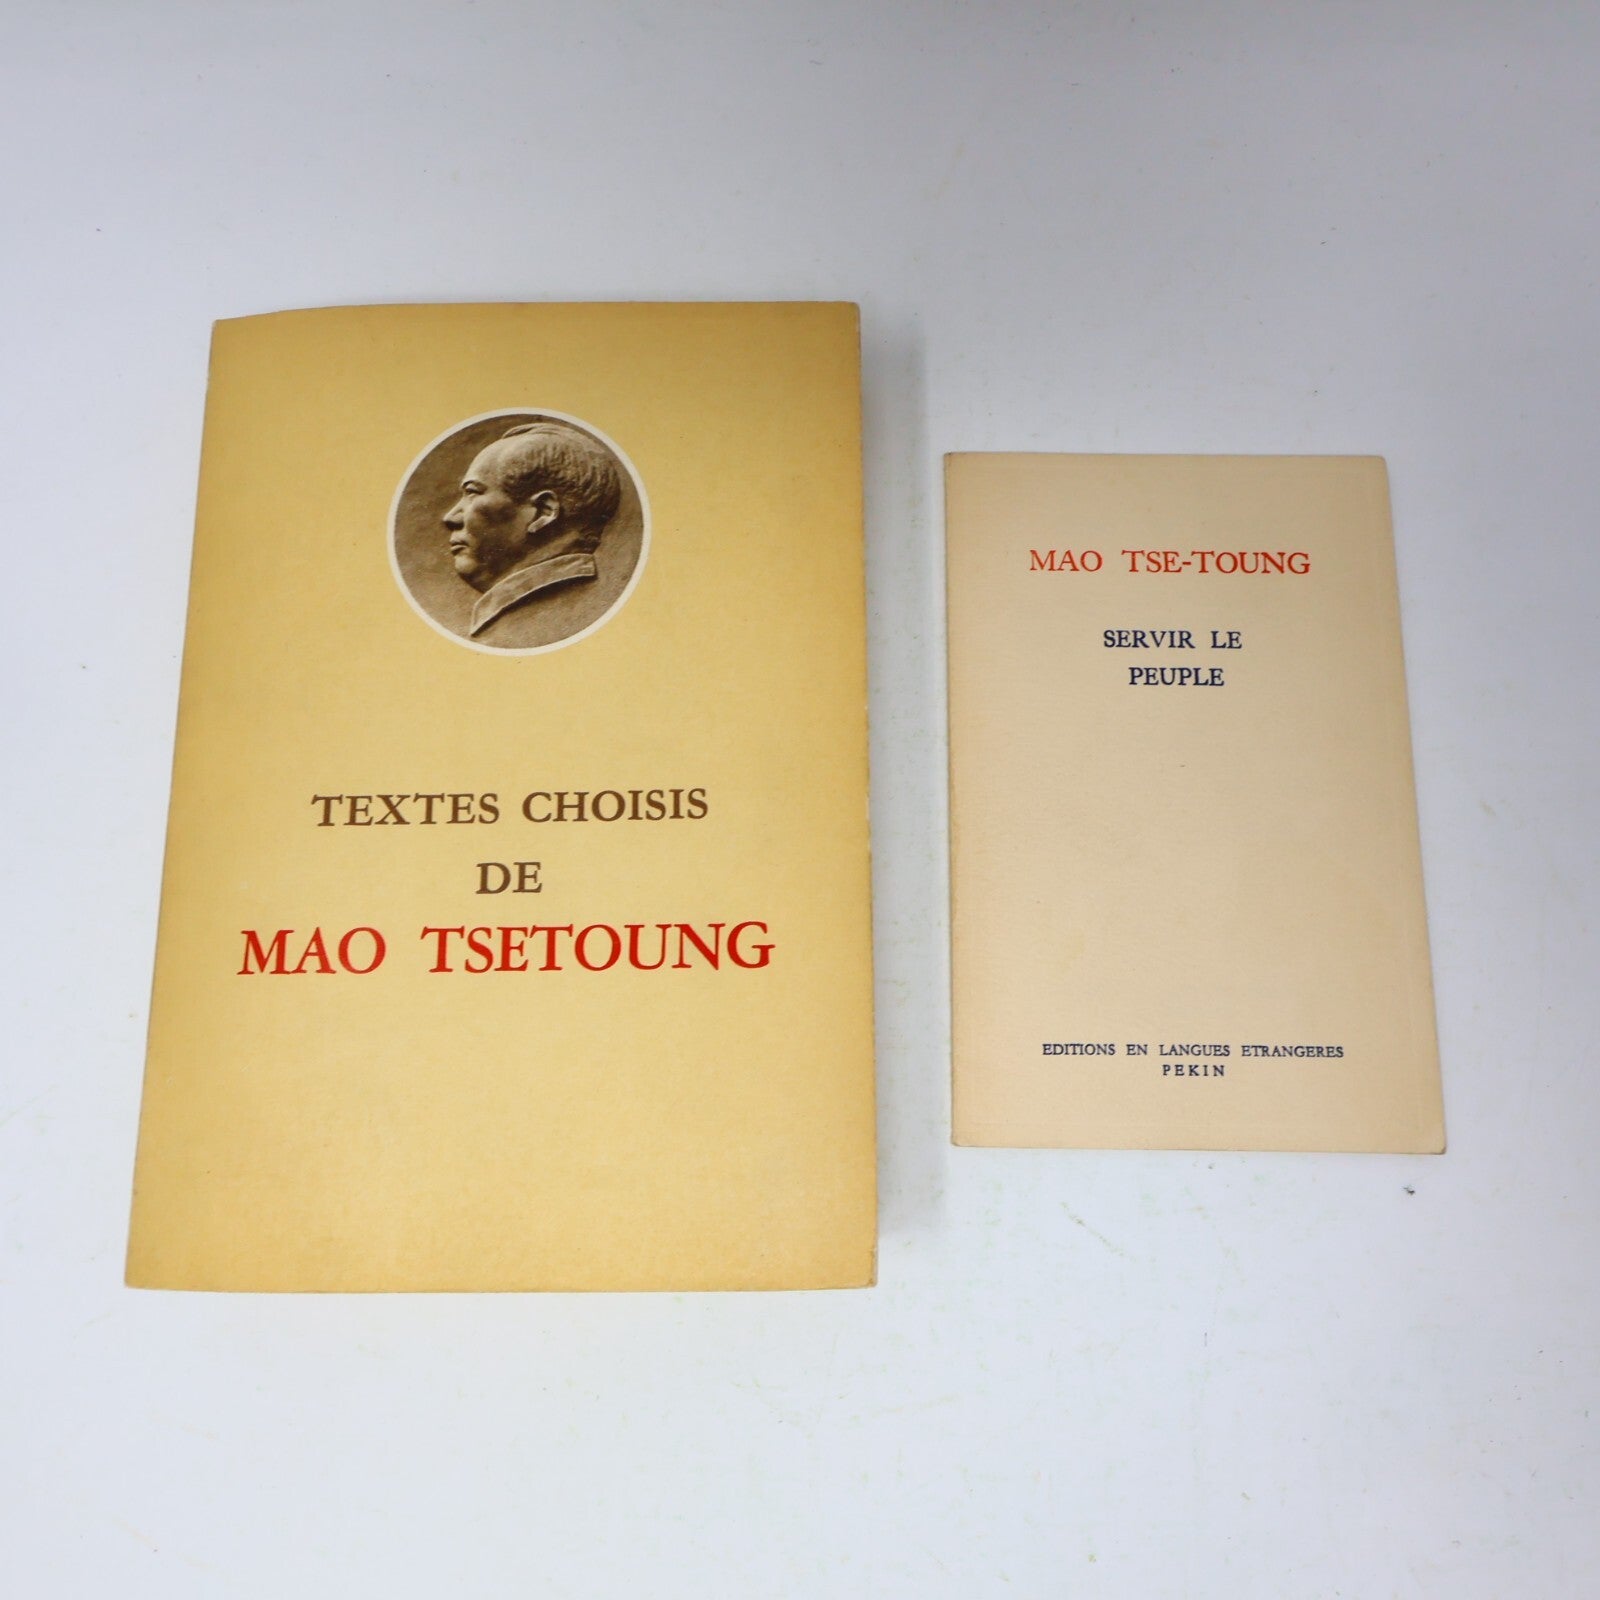 TEXTES CHOISIS
DE
MAO TSETOUNG
MAO TSE-TOUNG
SERVIR LE
PEUPLE
EDITIONS EN LANGUES ETRANGERES
PEKIN